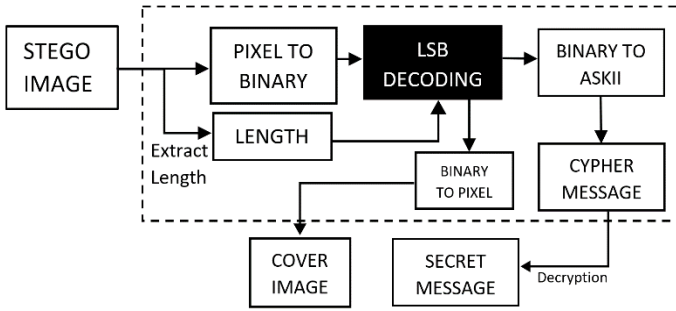 STEGO
IMAGE
PIXEL TO
BINARY
LSB
DECODING
BINARY TO
ASKII
Extract
Length
LENGTH
BINARY
TO PIXEL
CYPHER
MESSAGE
COVER
IMAGE
SECRET
MESSAGE
Decryption